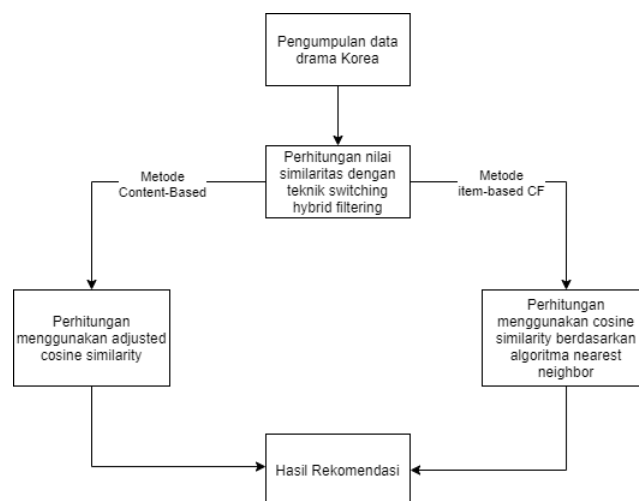 Pengumpulan data
drama Korea
Perhitungan nilai
similaritas dengan
teknik switching
hybrid filtering
Metode
Content-Based
Metode
item-based CF
Perhitungan
menggunakan adjusted
cosine similarity
Perhitungan
menggunakan cosine
similarity berdasarkan
algoritma nearest
neighbor
Hasil Rekomendasi